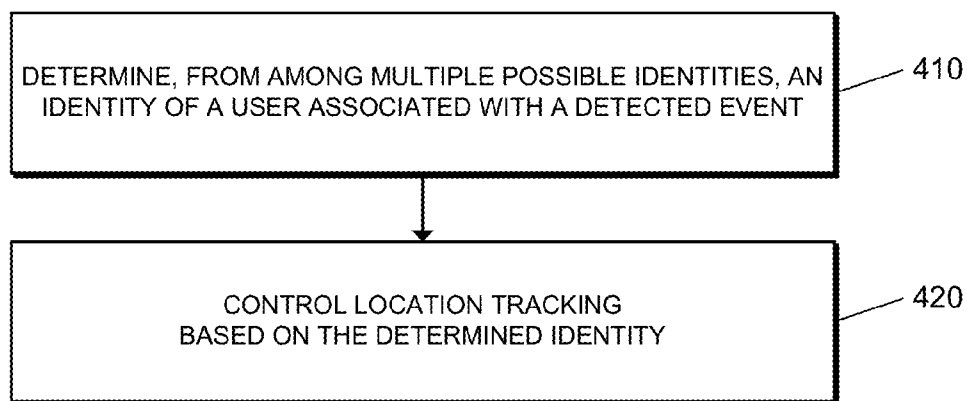 DETERMINE, FROM AMONG MULTIPLE POSSIBLE IDENTITIES, AN
IDENTITY OF A USER ASSOCIATED WITH A DETECTED EVENT
410
CONTROL LOCATION TRACKING
BASED ON THE DETERMINED IDENTITY
420